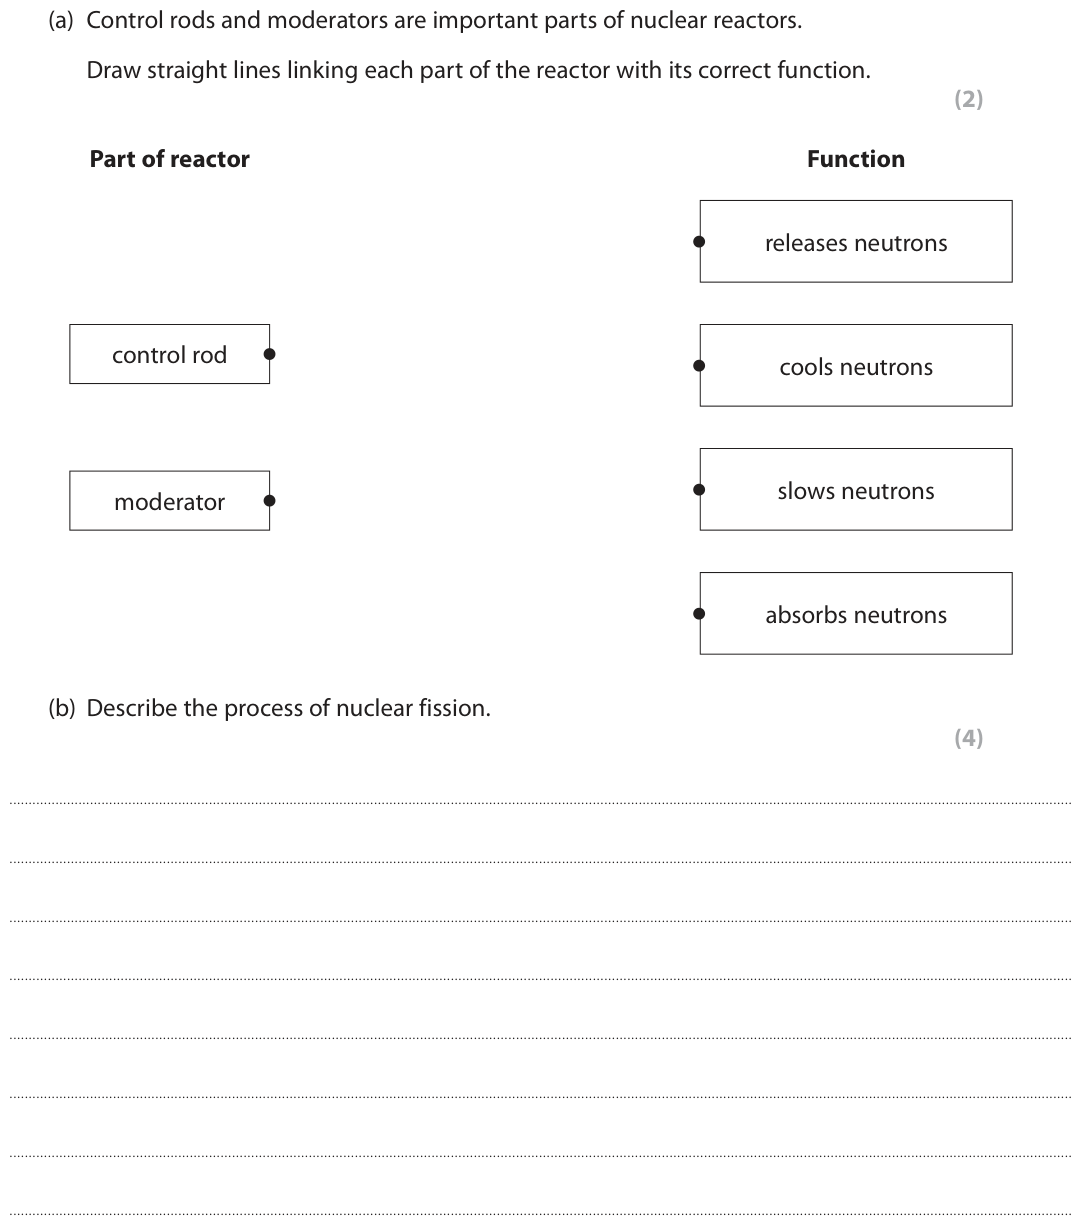 (a) Control rods and moderators are important parts of nuclear reactors.
Draw straight lines linking each part of the reactor with its correct function.
(2)
Part of reactor
Function
releases neutrons
control rod
cools neutrons
moderator
slows neutrons
absorbs neutrons
(b) Describe the process of nuclear fission.
(4)